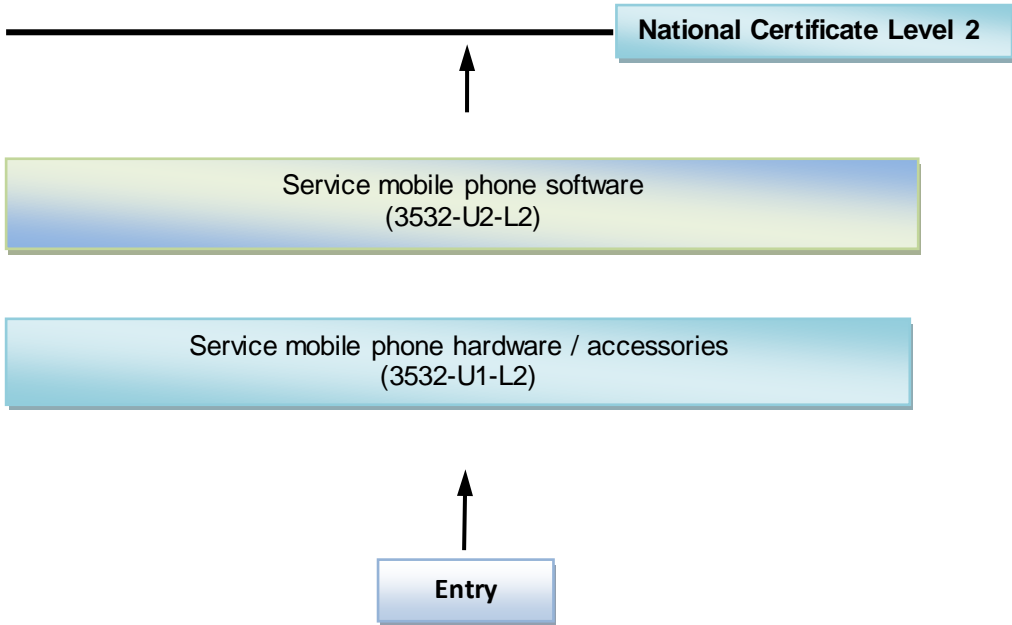 National Certificate Level 2
Service mobile phone software
(3532-U2-L2)
Service mobile phone hardware / accessories
(3532-U1-L2)
Entry